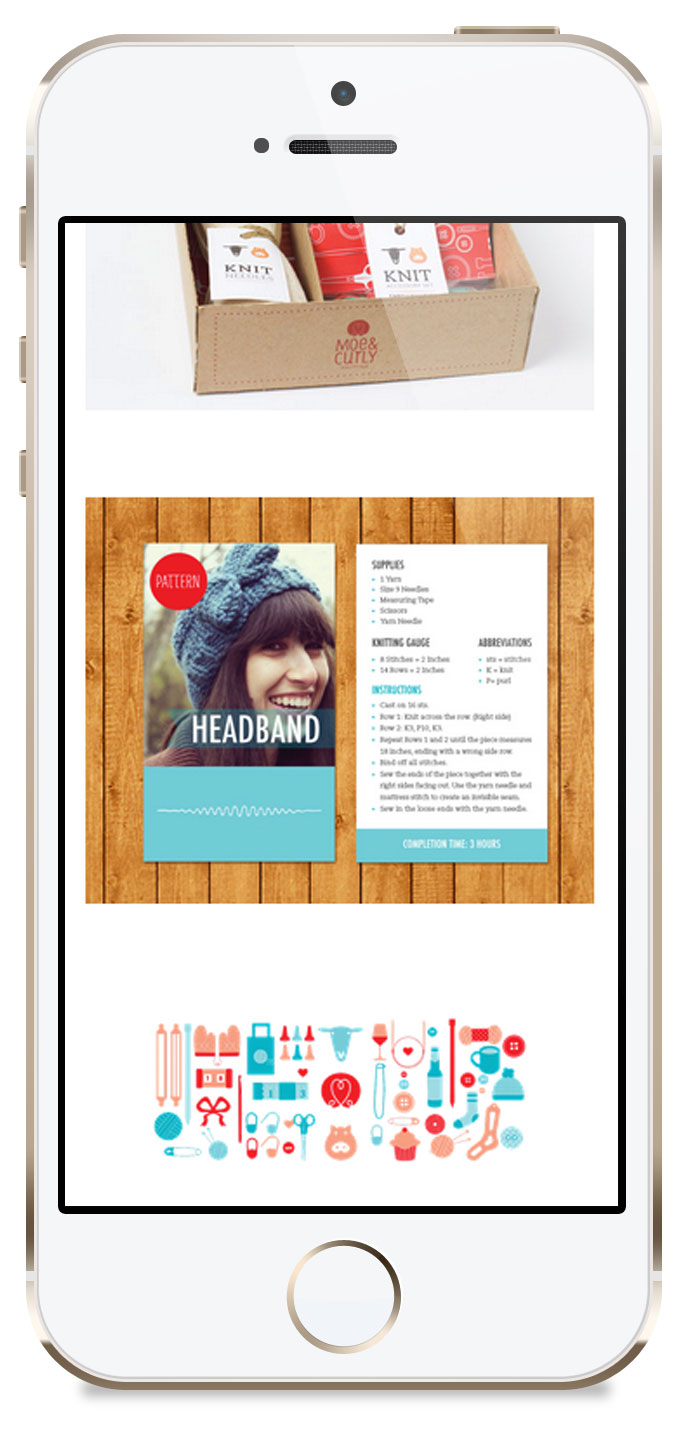 KNIT
NEEDLES
KNIT
ACCESSORY SET
MOE&
CURLY
PATTERN
HEADBAND
SUPPLIES
1 Yarn
Size 9 Needles
Measuring Tape
Scissors
Yarn Needle
KNITTING GAUGE
8 Stitches = 2 Inches
14 Rows = 2 Inches
ABBREVIATIONS
sts = stitches
K = knit
P= purl
INSTRUCTIONS
Cast on 16 sts.
Row 1: Knit across the row. (Right side)
Row 2: K3, P10, K3.
Repeat Rows 1 and 2 until the piece measures
18 inches, ending with a wrong side row.
Bind off all stitches.
Sew the ends of the piece together with the
right sides facing out. Use the yarn needle and
mattress stitch to create an invisible seam.
Sew in the loose ends with the yarn needle.
COMPLETION TIME: 3 HOURS